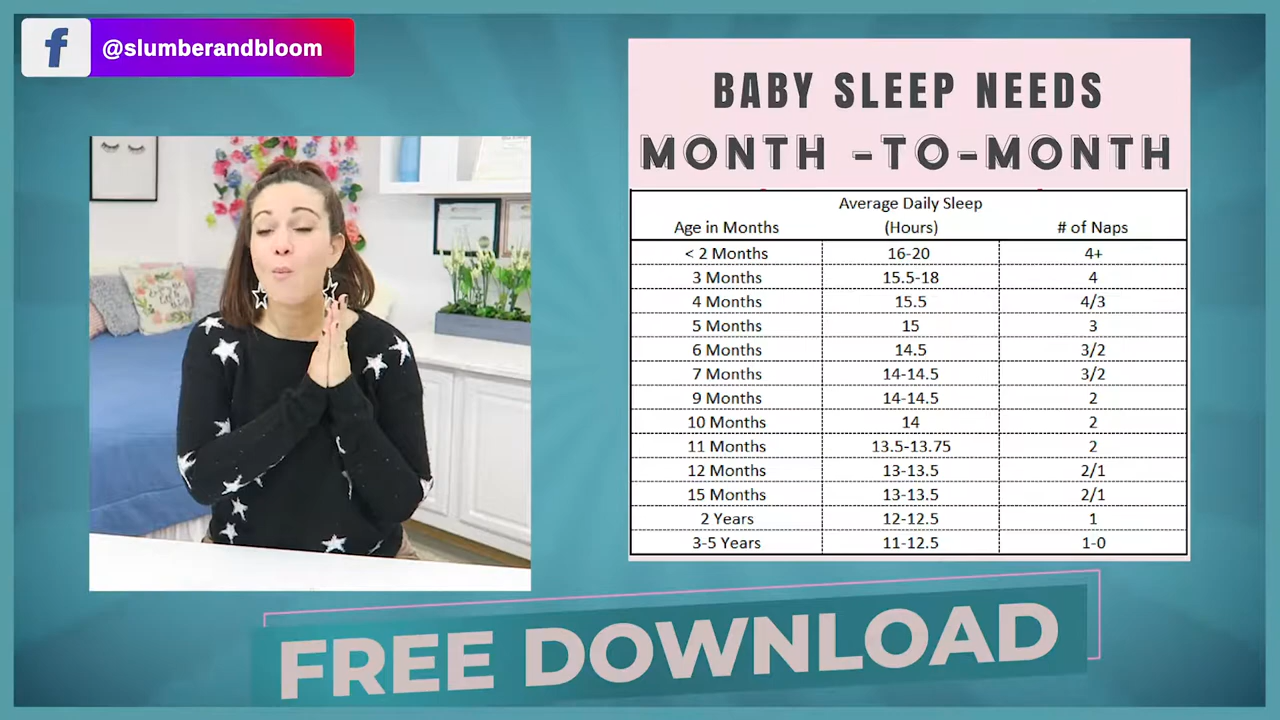 @slumberandbloom
BABY SLEEP NEEDS
MONTH -TO-MONTH
Age in Months Average Daily Sleep (Hours) # of Naps
< 2 Months 16-20 4+
3 Months 15.5-18 4
4 Months 15.5 4/3
5 Months 15 3
6 Months 14.5 3/2
7 Months 14-14.5 3/2
9 Months 14-14.5 2
10 Months 14 2
11 Months 13.5-13.75 2
12 Months 13-13.5 2/1
15 Months 13-13.5 2/1
2 Years 12-12.5 1
3-5 Years 11-12.5 1-0
FREE DOWNLOAD